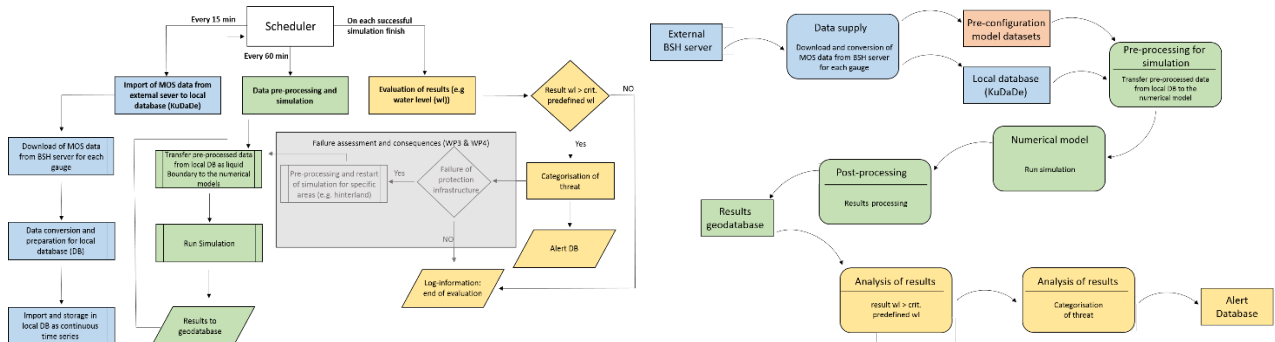 Every 15 min
Scheduler
On each successful
simulation finish
Every 60 min
Import of MOS data from
external sever to local
database (KuDaDe)
Data pre-processing and
simulation
Evaluation of results (e.g
water level (wl))
Result wl > crit.
predefined wl
NO
Yes
Download of MOS data
from BSH server for each
gauge
Transfer pre-processed data
from local DB as liquid
Boundary to the numerical
models
Failure assessment and consequences (WP3 & WP4)
Pre-processing and restart
of simulation for specific
areas (e.g. hinterland)
Yes
Failure of
protection
infrastructure
Categorisation of
threat
NO
Data conversion and
preparation for local
database (DB)
Run Simulation
Alert DB
Log-information:
end of evaluation
Import and storage in
local DB as continuous
time series
Results to
geodatabase
External
BSH server
Data supply
Download and conversion of
MOS data from BSH server
for each gauge
Pre-configuration
model datasets
Local database
(KuDaDe)
Pre-processing for
simulation
Transfer pre-processed data
from local DB to the
numerical model
Numerical model
Run simulation
Post-processing
Results processing
Results
geodatabase
Analysis of results
result wl > crt.
predefined wl
Analysis of results
Categorisation
of threat
Alert
Database